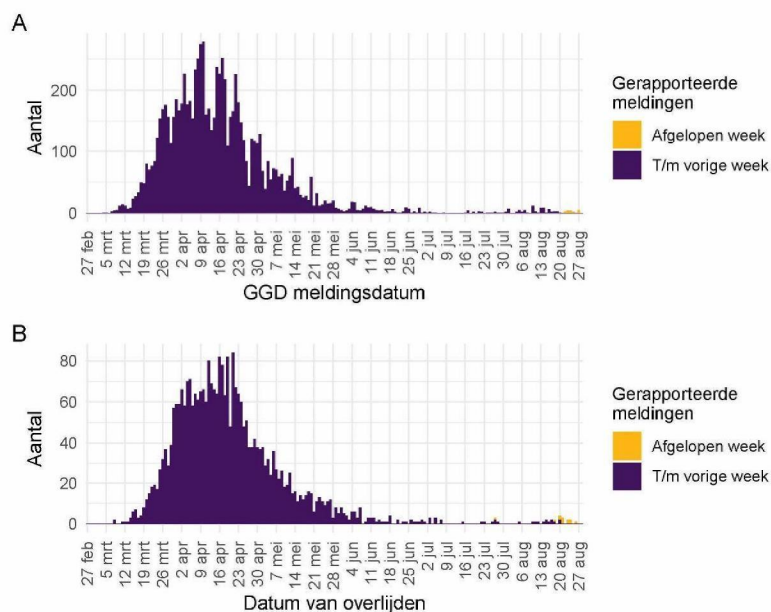 A
Aantal
200
100
0
27 feb
5 mrt
12 mrt
19 mrt
26 mrt
2 apr
9 apr
16 apr
23 apr
30 apr
7 mei
14 mei
21 mei
28 mei
4 jun
11 jun
18 jun
25 jun
2 jul
9 jul
16 jul
23 jul
30 jul
6 aug
13 aug
20 aug
27 aug
GGD meldingsdatum
Gerapporteerde
meldingen
Afgelopen week
T/m vorige week
B
Aantal
80
60
40
20
0
27 feb
5 mrt
12 mrt
19 mrt
26 mrt
2 apr
9 apr
16 apr
23 apr
30 apr
7 mei
14 mei
21 mei
28 mei
4 jun
11 jun
18 jun
25 jun
2 jul
9 jul
16 jul
23 jul
30 jul
6 aug
13 aug
20 aug
27 aug
Datum van overlijden
Gerapporteerde
meldingen
Afgelopen week
T/m vorige week